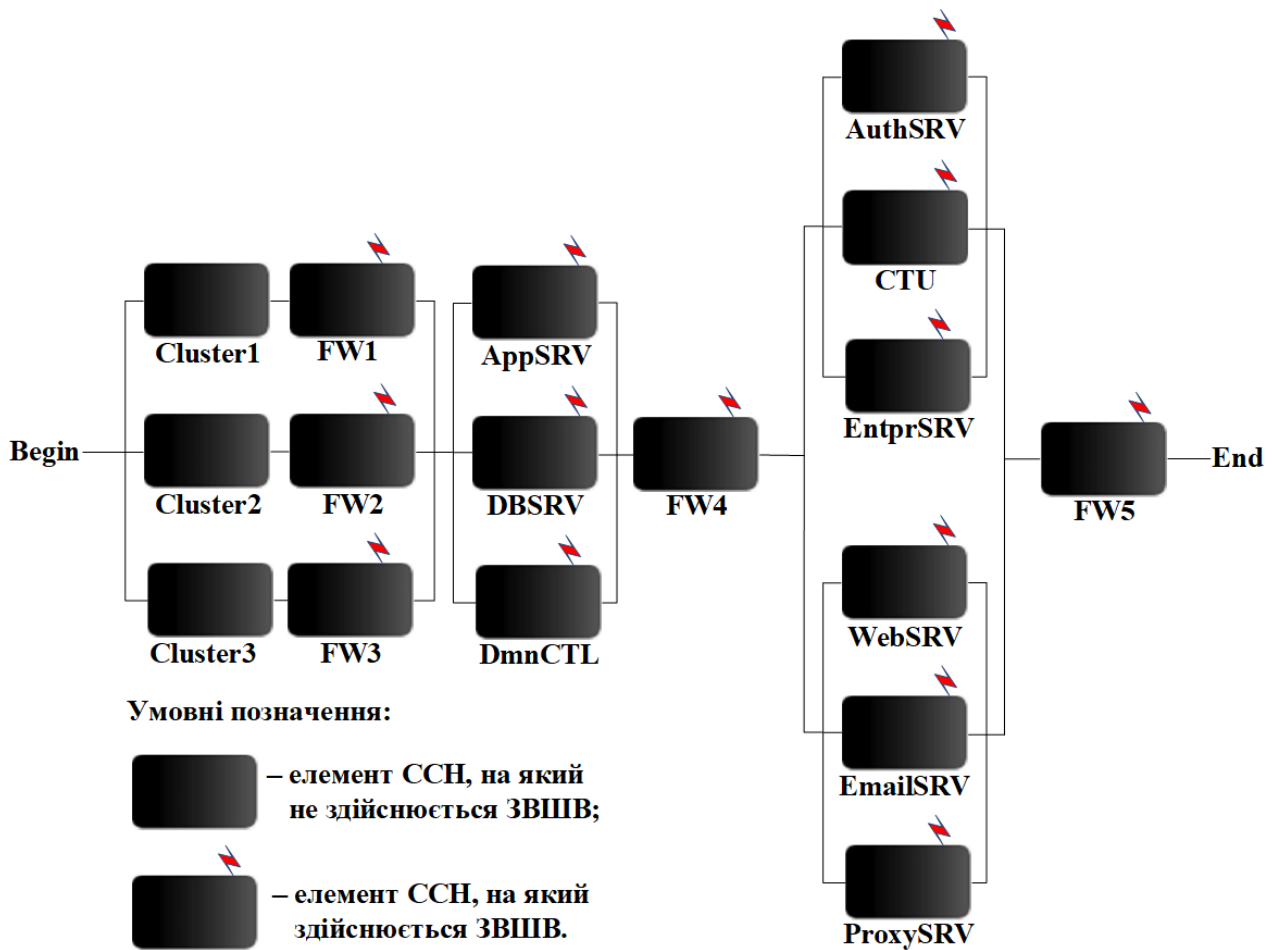 AuthSRV
CTU
Cluster1
FW1
AppSRV
EntprSRV
Begin
Cluster2
FW2
DBSRV
FW4
FW5
End
Cluster3
FW3
DmnCTL
WebSRV
EmailSRV
ProxySRV
Умовні позначення:
– елемент ССН, на який
не здійснюється ЗВШВ;
– елемент ССН, на який
здійснюється ЗВШВ.